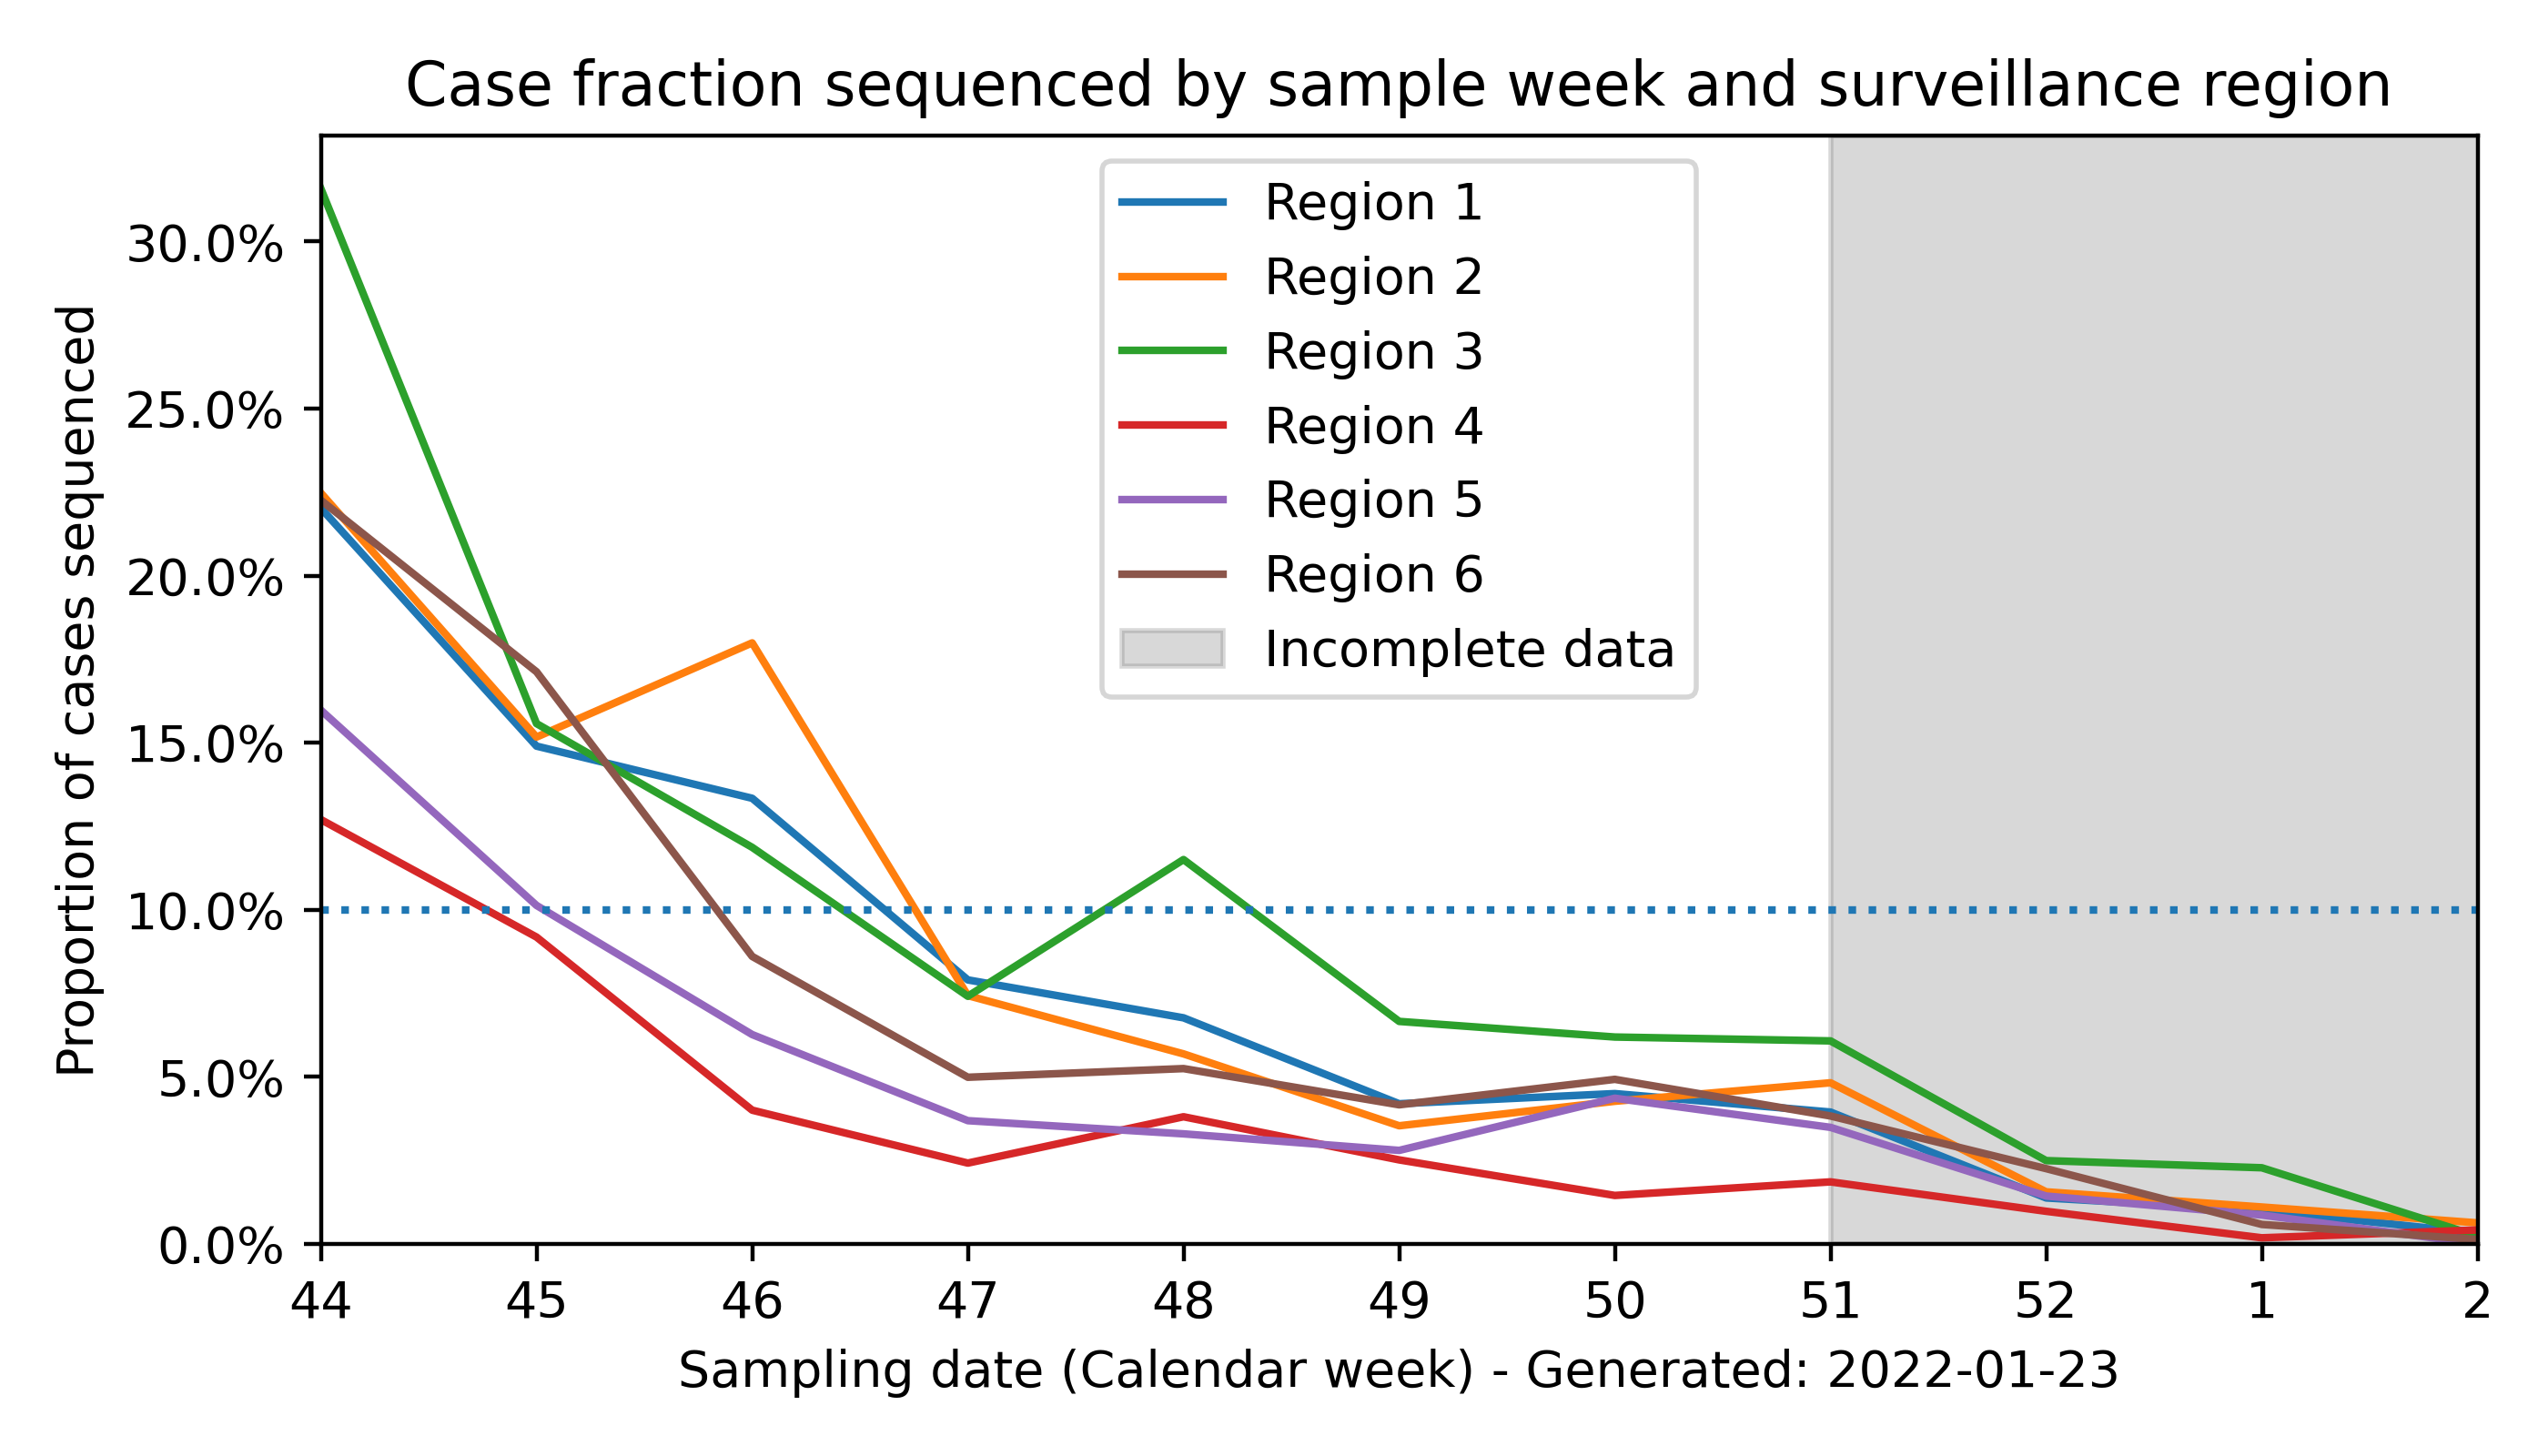 Case fraction sequenced by sample week and surveillance region
Proportion of cases sequenced
30.0%
25.0%
20.0%
15.0%
10.0%
5.0%
0.0%
Region 1
Region 2
Region 3
Region 4
Region 5
Region 6
Incomplete data
44 45 46 47 48 49 50 51 52 1 2
Sampling date (Calendar week) - Generated: 2022-01-23